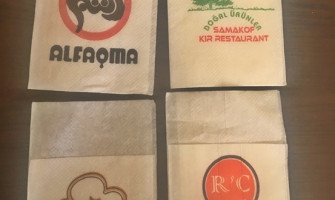 ALFAQMA
DOĞAL ÜRÜNLER
SAMAKOF
KIR RESTAURANT
R C